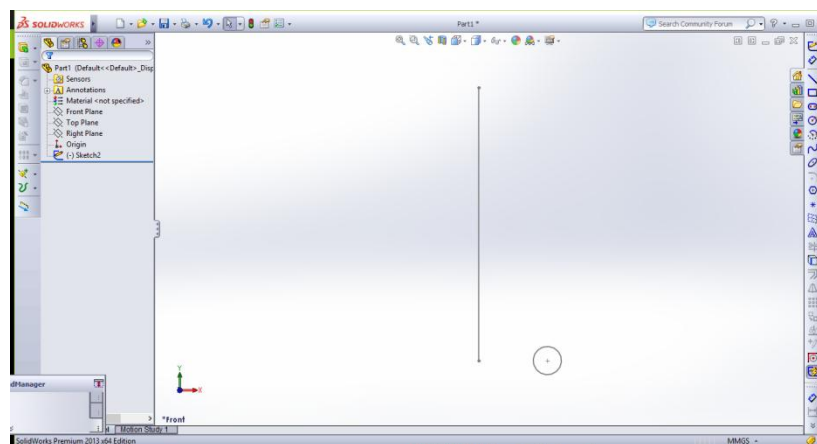 SOLIDWORKS
Part1 *
Search Community Forum
Part1 (Default<<Default>_Disp
Sensors
Annotations
Material <not specified>
Front Plane
Top Plane
Right Plane
Origin
(-) Sketch2
Y
X
*Front
dManager
Motion Study 1
SolidWorks Premium 2013 x64 Edition
MMGS